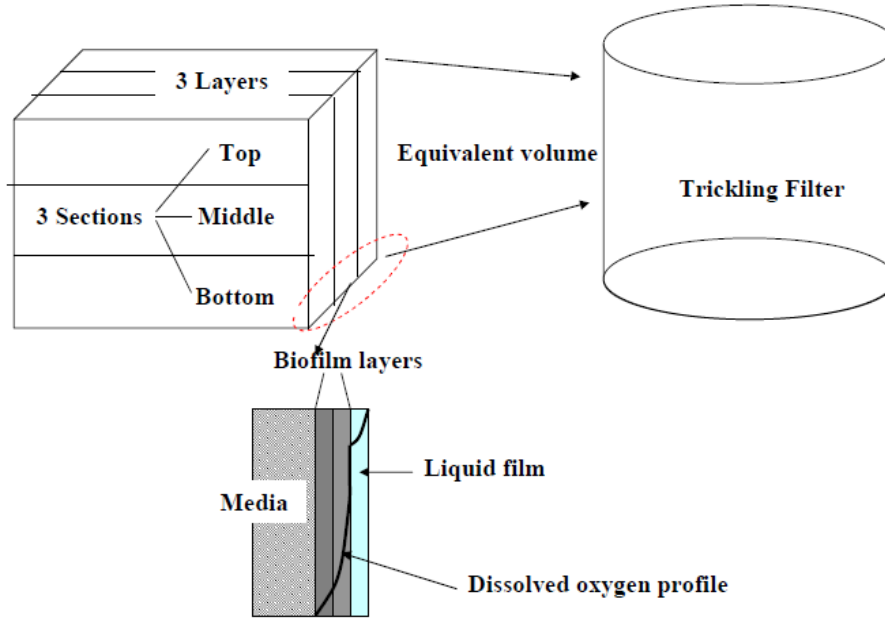 3 Layers
Top
Equivalent volume
Trickling Filter
3 Sections
Middle
Bottom
Biofilm layers
Liquid film
Media
Dissolved oxygen profile